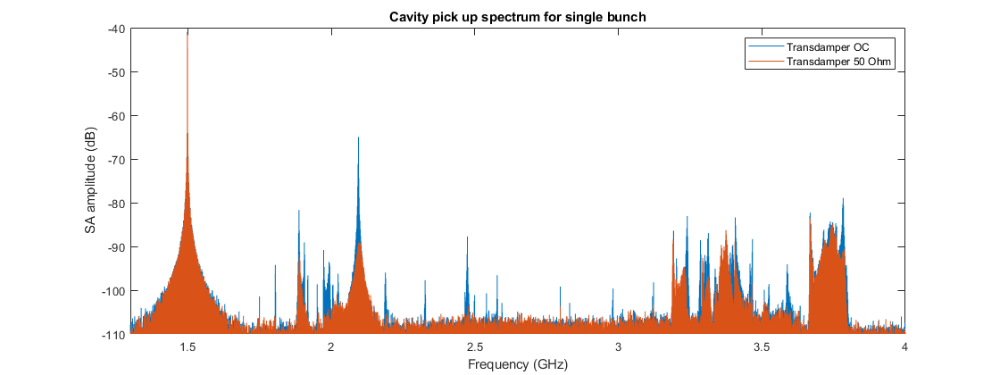 Cavity pick up spectrum for single bunch
Transdamper OC
Transdamper 50 Ohm
SA amplitude (dB)
-40
-50
-60
-70
-80
-90
-100
-110
1.5 2 2.5 3 3.5 4
Frequency (GHz)